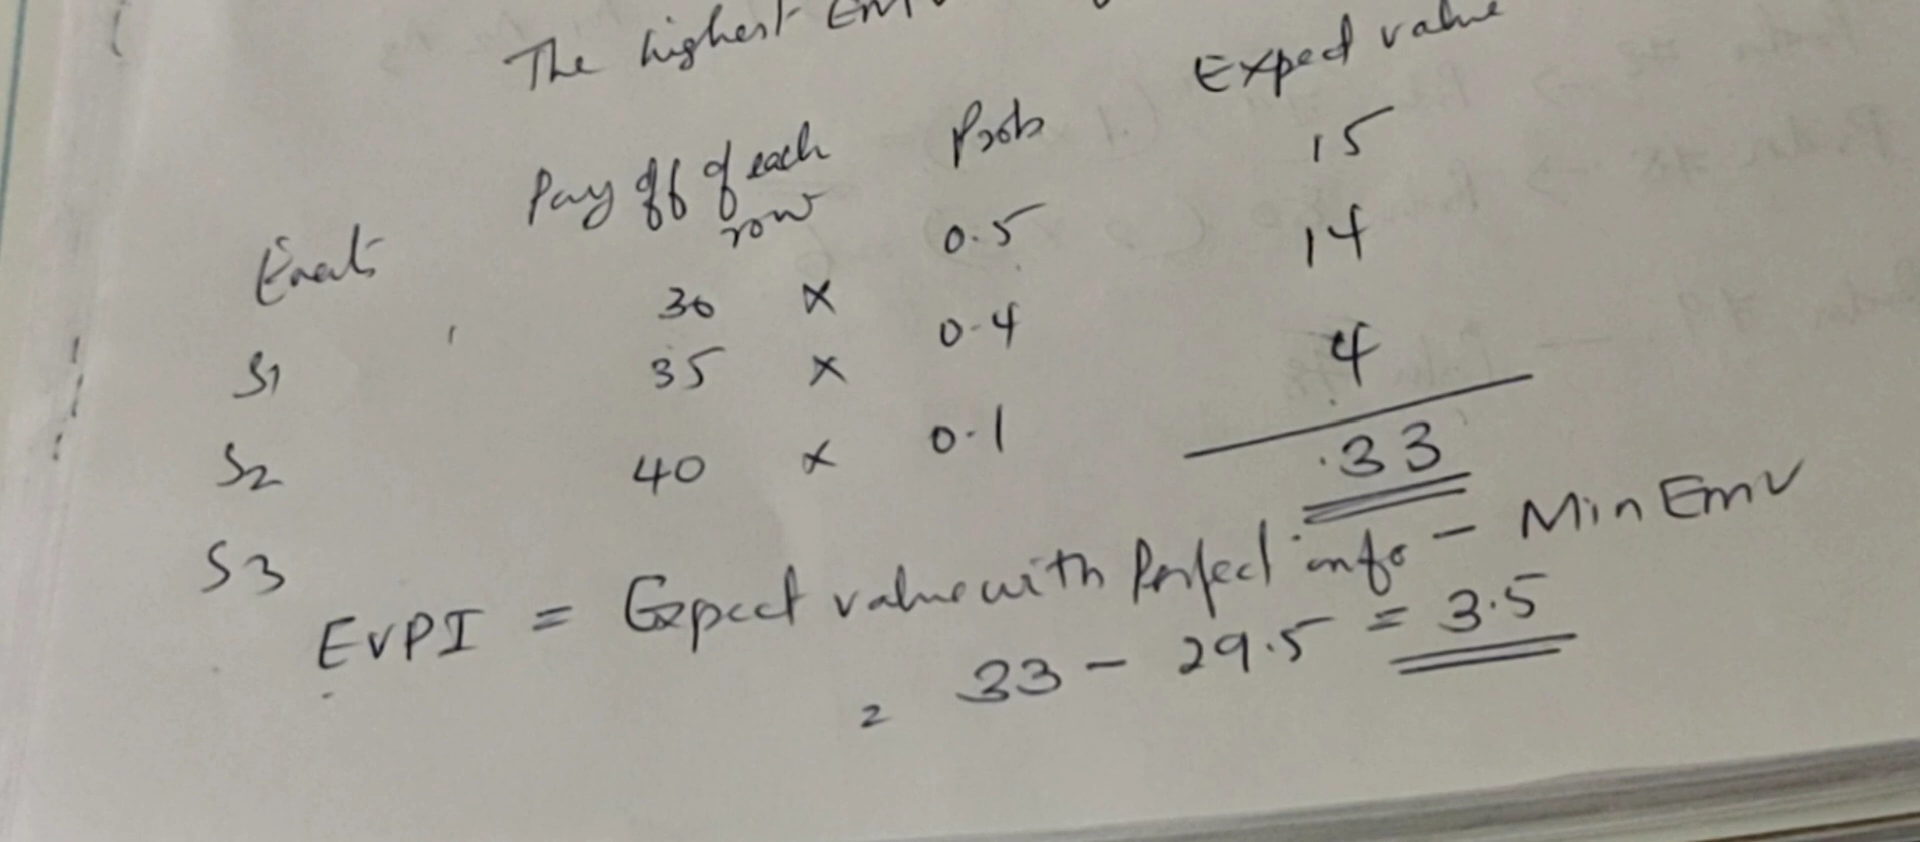 The highest Emv
Events Pay off of each row Prob Expect value
S1 30 x 0.5 15
S2 35 x 0.4 14
S3 40 x 0.1 4
33
EVPI = Expect value with Perfect info - Min Emv
= 33 - 29.5 = 3.5